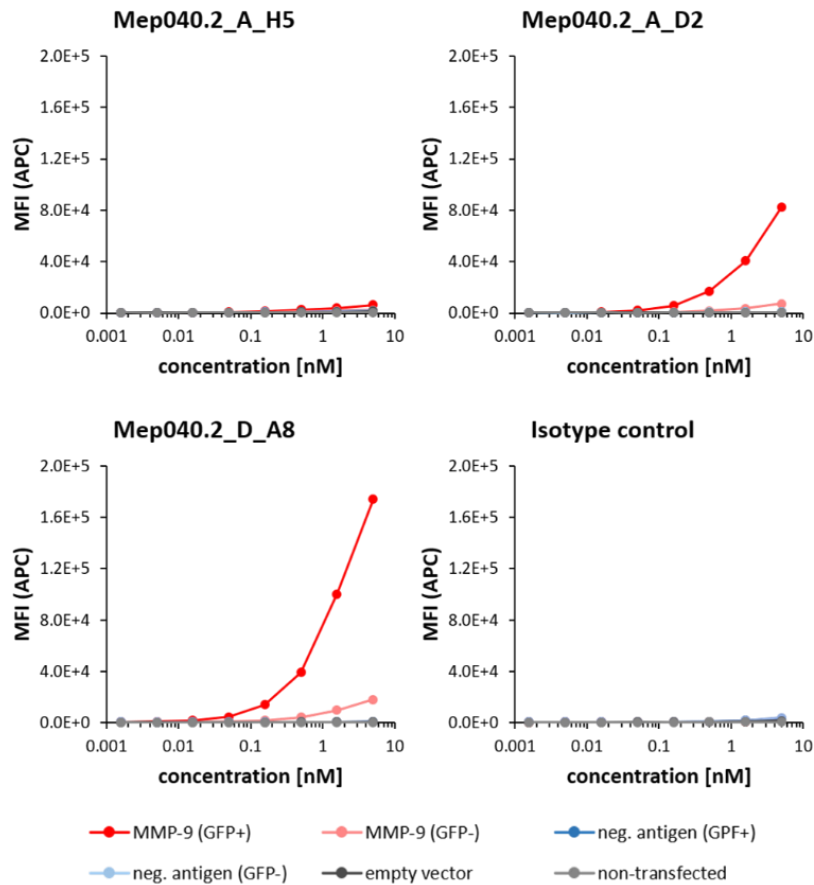 Mep040.2_A_H5
Mep040.2_A_D2
2.0E+5
1.6E+5
1.2E+5
8.0E+4
4.0E+4
0.0E+0
MFI (APC)
0.001
0.01
0.1
1
10
concentration [nM]
2.0E+5
1.6E+5
1.2E+5
8.0E+4
4.0E+4
0.0E+0
MFI (APC)
0.001
0.01
0.1
1
10
concentration [nM]
Mep040.2_D_A8
Isotype control
2.0E+5
1.6E+5
1.2E+5
8.0E+4
4.0E+4
0.0E+0
MFI (APC)
0.001
0.01
0.1
1
10
concentration [nM]
2.0E+5
1.6E+5
1.2E+5
8.0E+4
4.0E+4
0.0E+0
MFI (APC)
0.001
0.01
0.1
1
10
concentration [nM]
MMP-9 (GFP+)
MMP-9 (GFP-)
neg. antigen (GPF+)
neg. antigen (GFP-)
empty vector
non-transfected